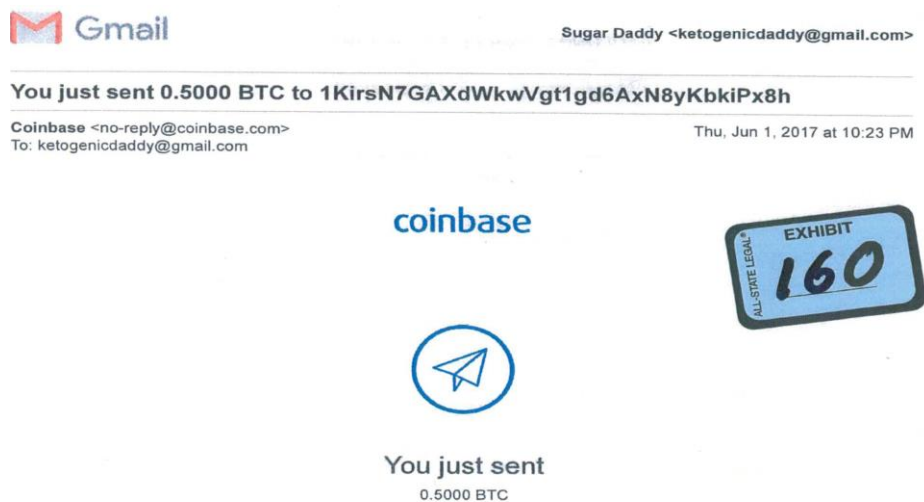 Gmail
Sugar Daddy <ketogenicdaddy@gmail.com>
You just sent 0.5000 BTC to 1KirsN7GAXdWkwVgt1gd6AxN8yKbkiPx8h
Coinbase <no-reply@coinbase.com>
To: ketogenicdaddy@gmail.com
Thu, Jun 1, 2017 at 10:23 PM
coinbase
ALL-STATE LEGAL®
EXHIBIT
160
You just sent
0.5000 BTC